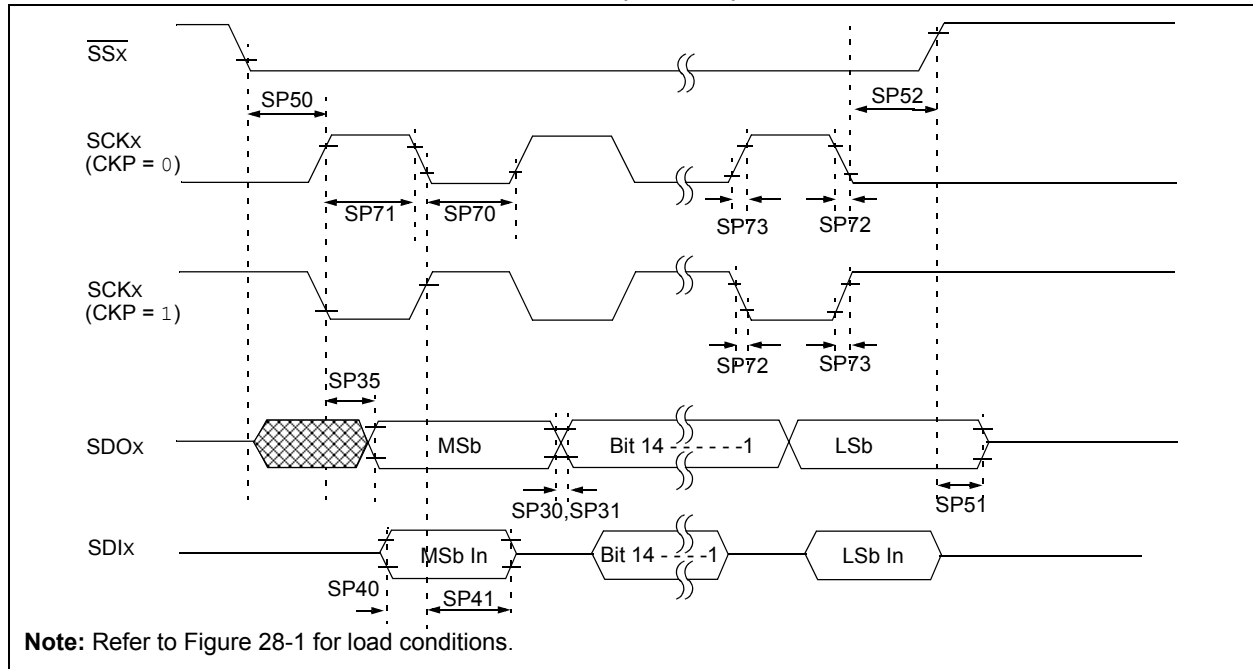 SSx
SP50
SP52
SCKx
(CKP = 0)
SP71
SP70
SP73
SP72
SCKx
(CKP = 1)
SP72
SP73
SP35
SDOx
MSb
Bit 14 - - - - - -1
LSb
SP30,SP31
SP51
SDIx
MSb In
Bit 14 - - - -1
LSb In
SP40
SP41
Note: Refer to Figure 28-1 for load conditions.